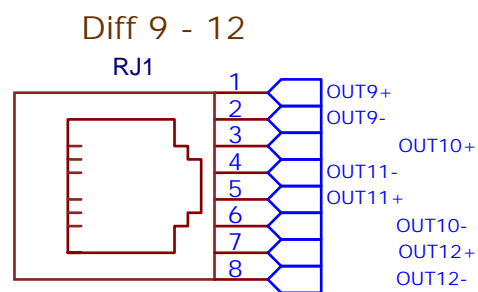 Diff 9 - 12
RJ1
1 OUT9+
2 OUT9-
3 OUT10+
4 OUT11-
5 OUT11+
6 OUT10-
7 OUT12+
8 OUT12-